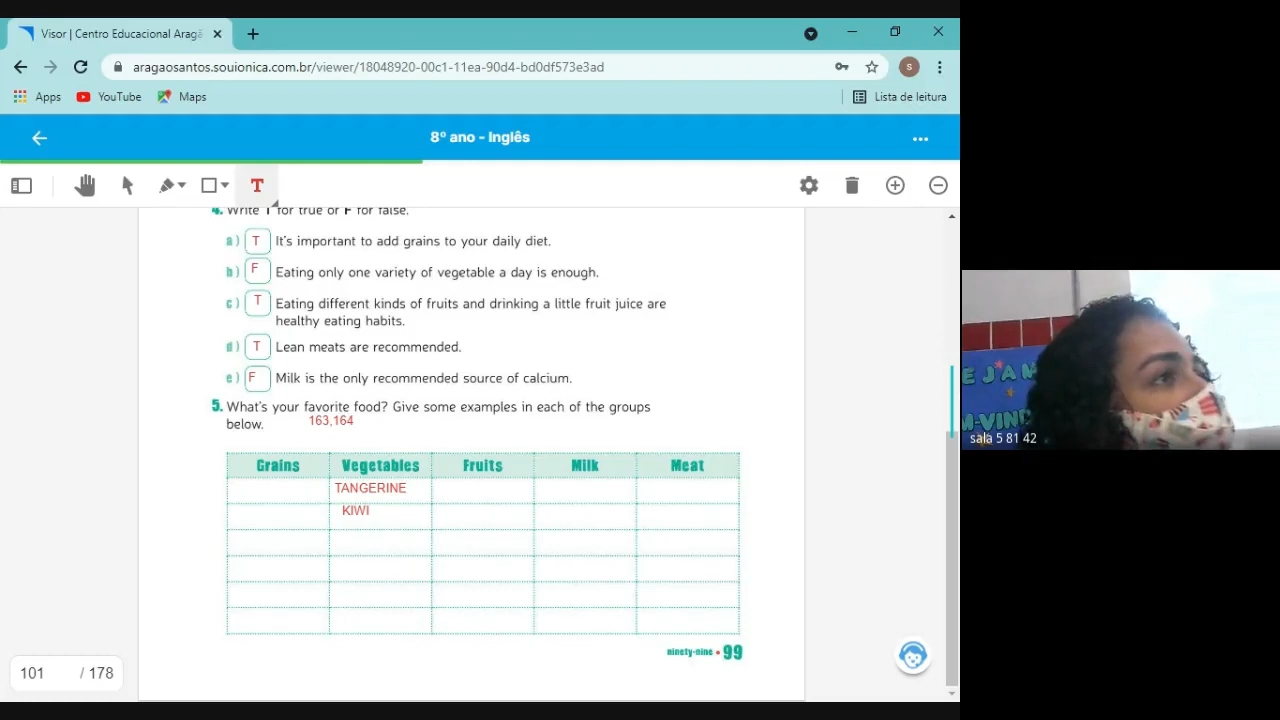 Visor | Centro Educacional Aragã
aragaosantos.souionica.com.br/viewer/18048920-00c1-11ea-90d4-bd0df573e3ad
S
Apps YouTube Maps Lista de leitura
8º ano - Inglês
T
4. Write T for true or F for false.
a) T It's important to add grains to your daily diet.
b) F Eating only one variety of vegetable a day is enough.
c) T Eating different kinds of fruits and drinking a little fruit juice are
healthy eating habits.
d) T Lean meats are recommended.
e) F Milk is the only recommended source of calcium.
5. What's your favorite food? Give some examples in each of the groups
below. 163,164
Grains Vegetables Fruits Milk Meat
TANGERINE
KIWI
ninety-nine • 99
101 / 178
E JAM
M-VIND
sala 5 81 42